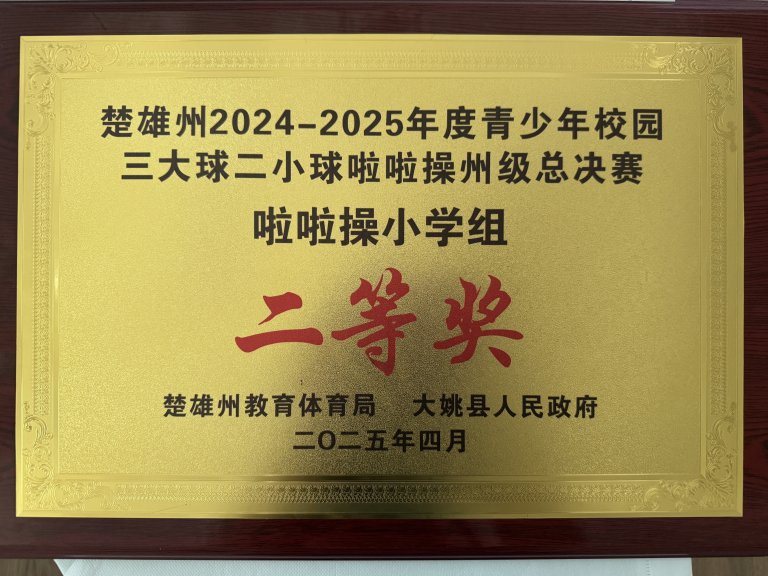 楚雄州2024-2025年度青少年校园
三大球二小球啦啦操州级总决赛
啦啦操小学组
二等奖
楚雄州教育体育局 大姚县人民政府
二〇二五年四月